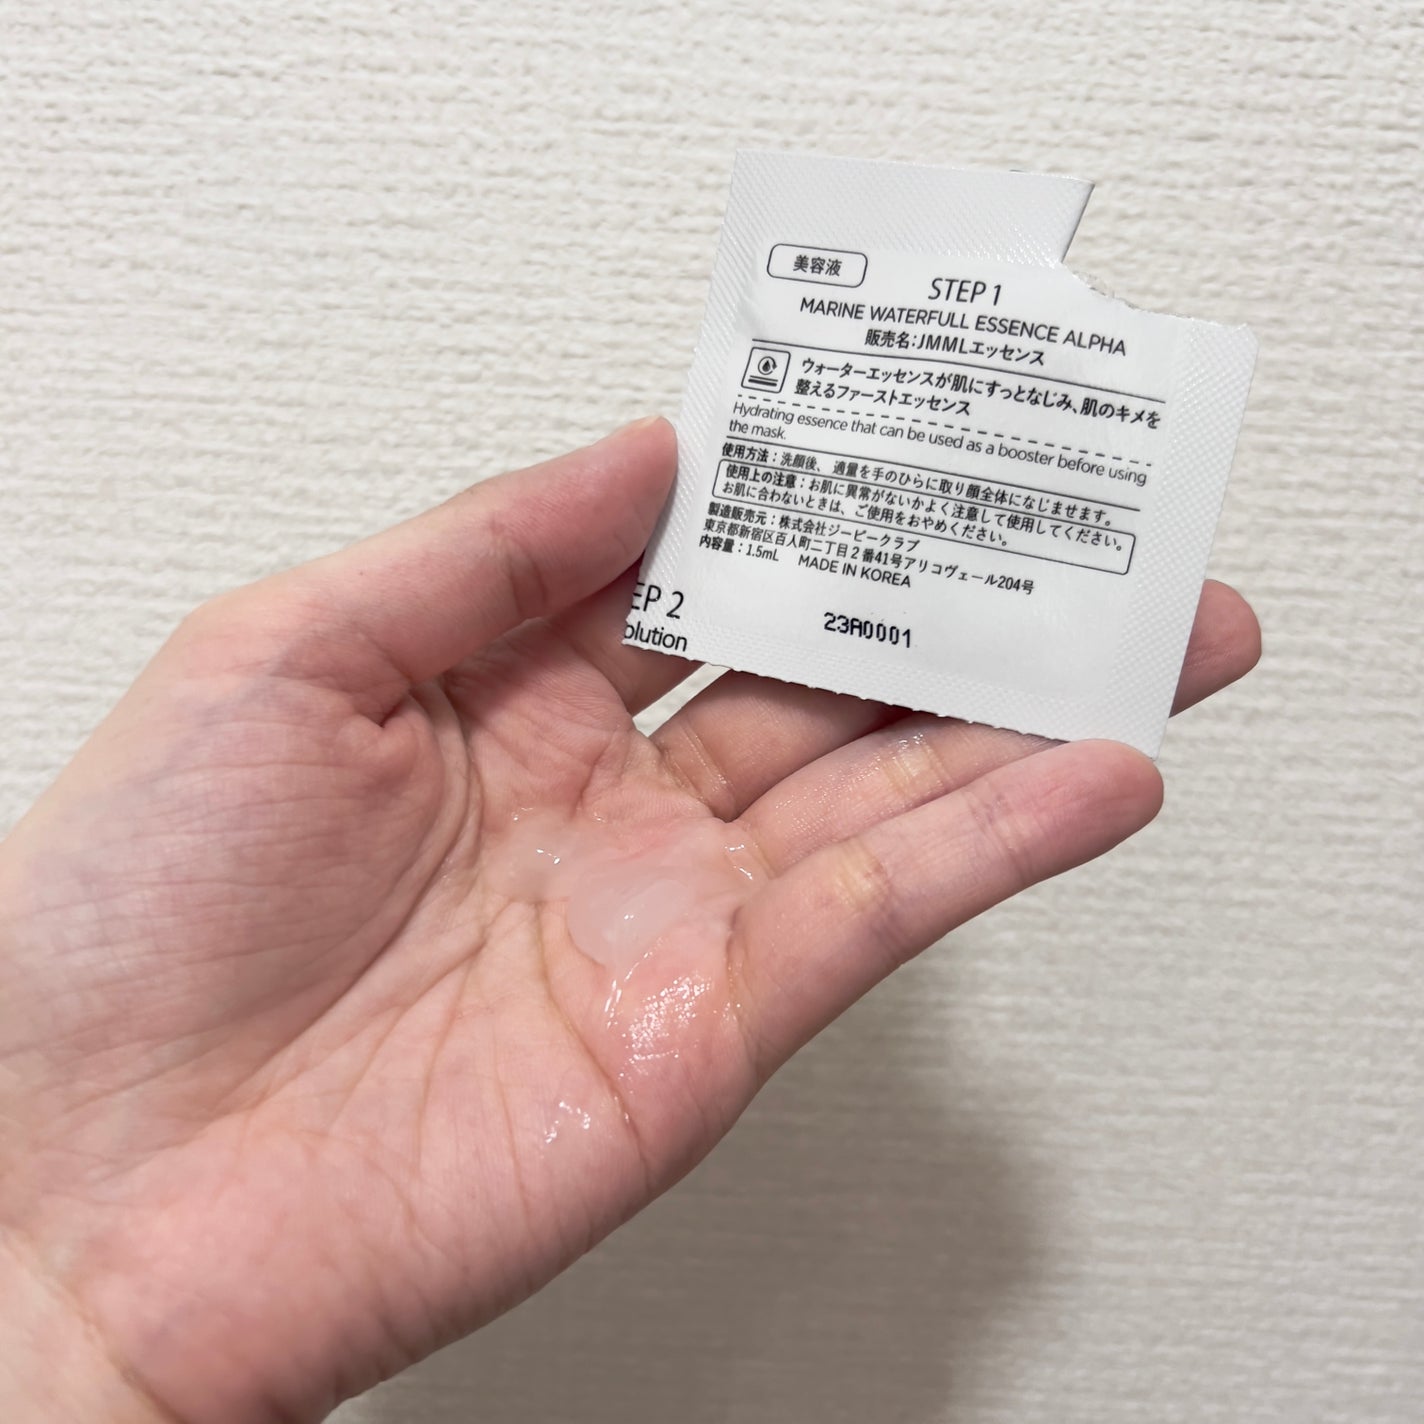 美容液
STEP 1
MARINE WATERFULL ESSENCE ALPHA
販売名:JMMLエッセンス
ウォーターエッセンスが肌にすっとなじみ、肌のキメを
整えるファーストエッセンス
Hydrating essence that can be used as a booster before using
the mask.
使用方法：洗顔後、適量を手のひらに取り顔全体になじませます。
使用上の注意：お肌に異常がないかよく注意して使用してください。
お肌に合わないときは、ご使用をおやめください。
製造販売元：株式会社ジーピークラブ
東京都新宿区百人町二丁目2番41号アリコヴェール204号
内容量：1.5mL MADE IN KOREA
EP 2
olution
23A0001